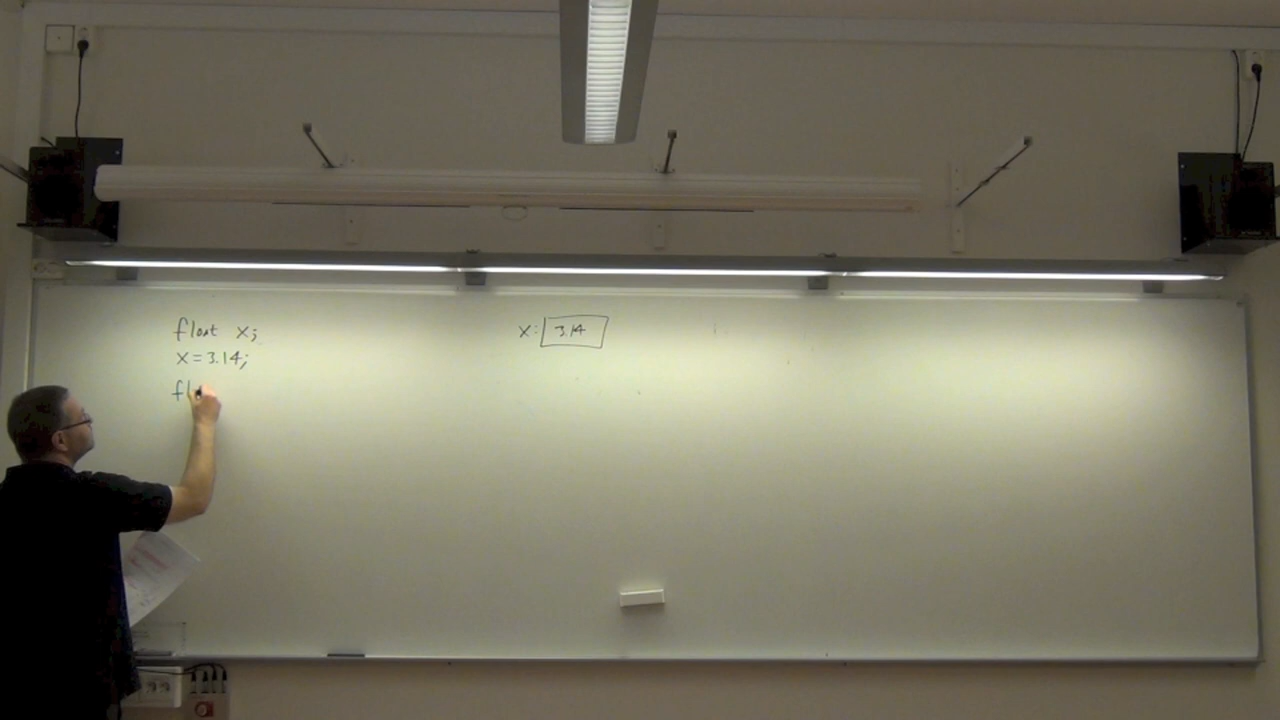 float x;
x = 3.14;
fl
x: 3.14